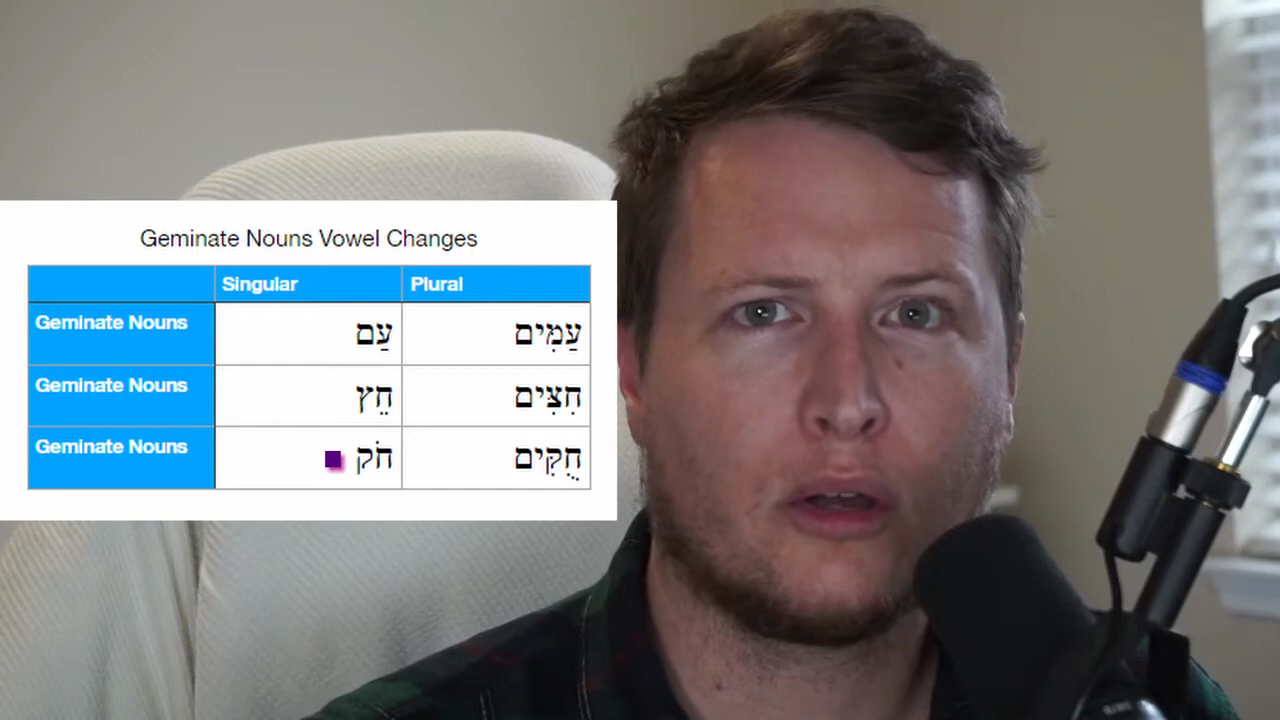 Geminate Nouns Vowel Changes
Singular Plural
Geminate Nouns עַם עַמִּים
Geminate Nouns חֵץ חִצִּים
Geminate Nouns חֹק חֻקִּים